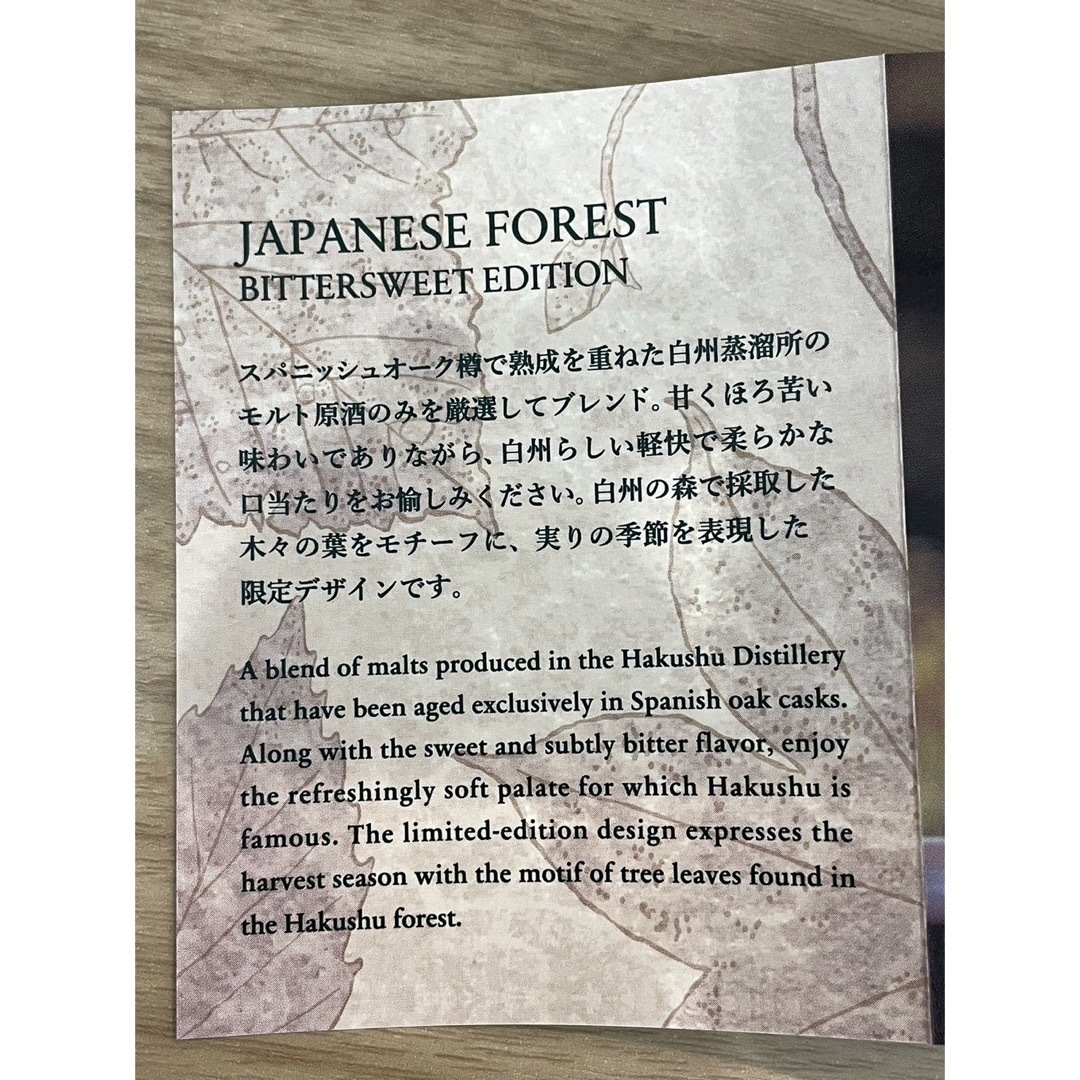 JAPANESE FOREST
BITTERSWEET EDITION
スパニッシュオーク樽で熟成を重ねた白州蒸溜所の
モルト原酒のみを厳選してブレンド。甘くほろ苦い
味わいでありながら、白州らしい軽快で柔らかな
口当たりをお愉しみください。白州の森で採取した
木々の葉をモチーフに、実りの季節を表現した
限定デザインです。
A blend of malts produced in the Hakushu Distillery
that have been aged exclusively in Spanish oak casks.
Along with the sweet and subtly bitter flavor, enjoy
the refreshingly soft palate for which Hakushu is
famous. The limited-edition design expresses the
harvest season with the motif of tree leaves found in
the Hakushu forest.